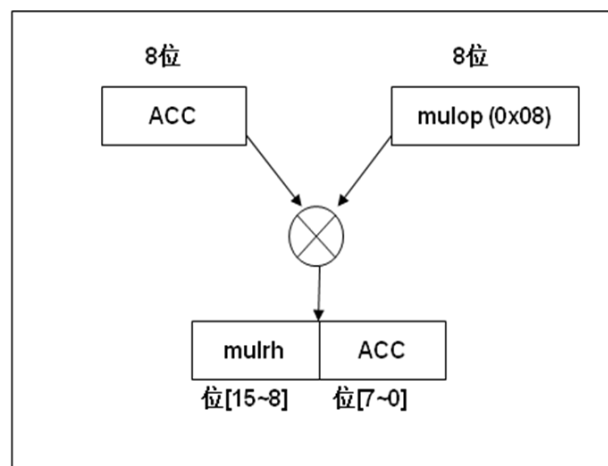 8位 8位
ACC mulop (0x08)
mulrh ACC
位[15~8] 位[7~0]